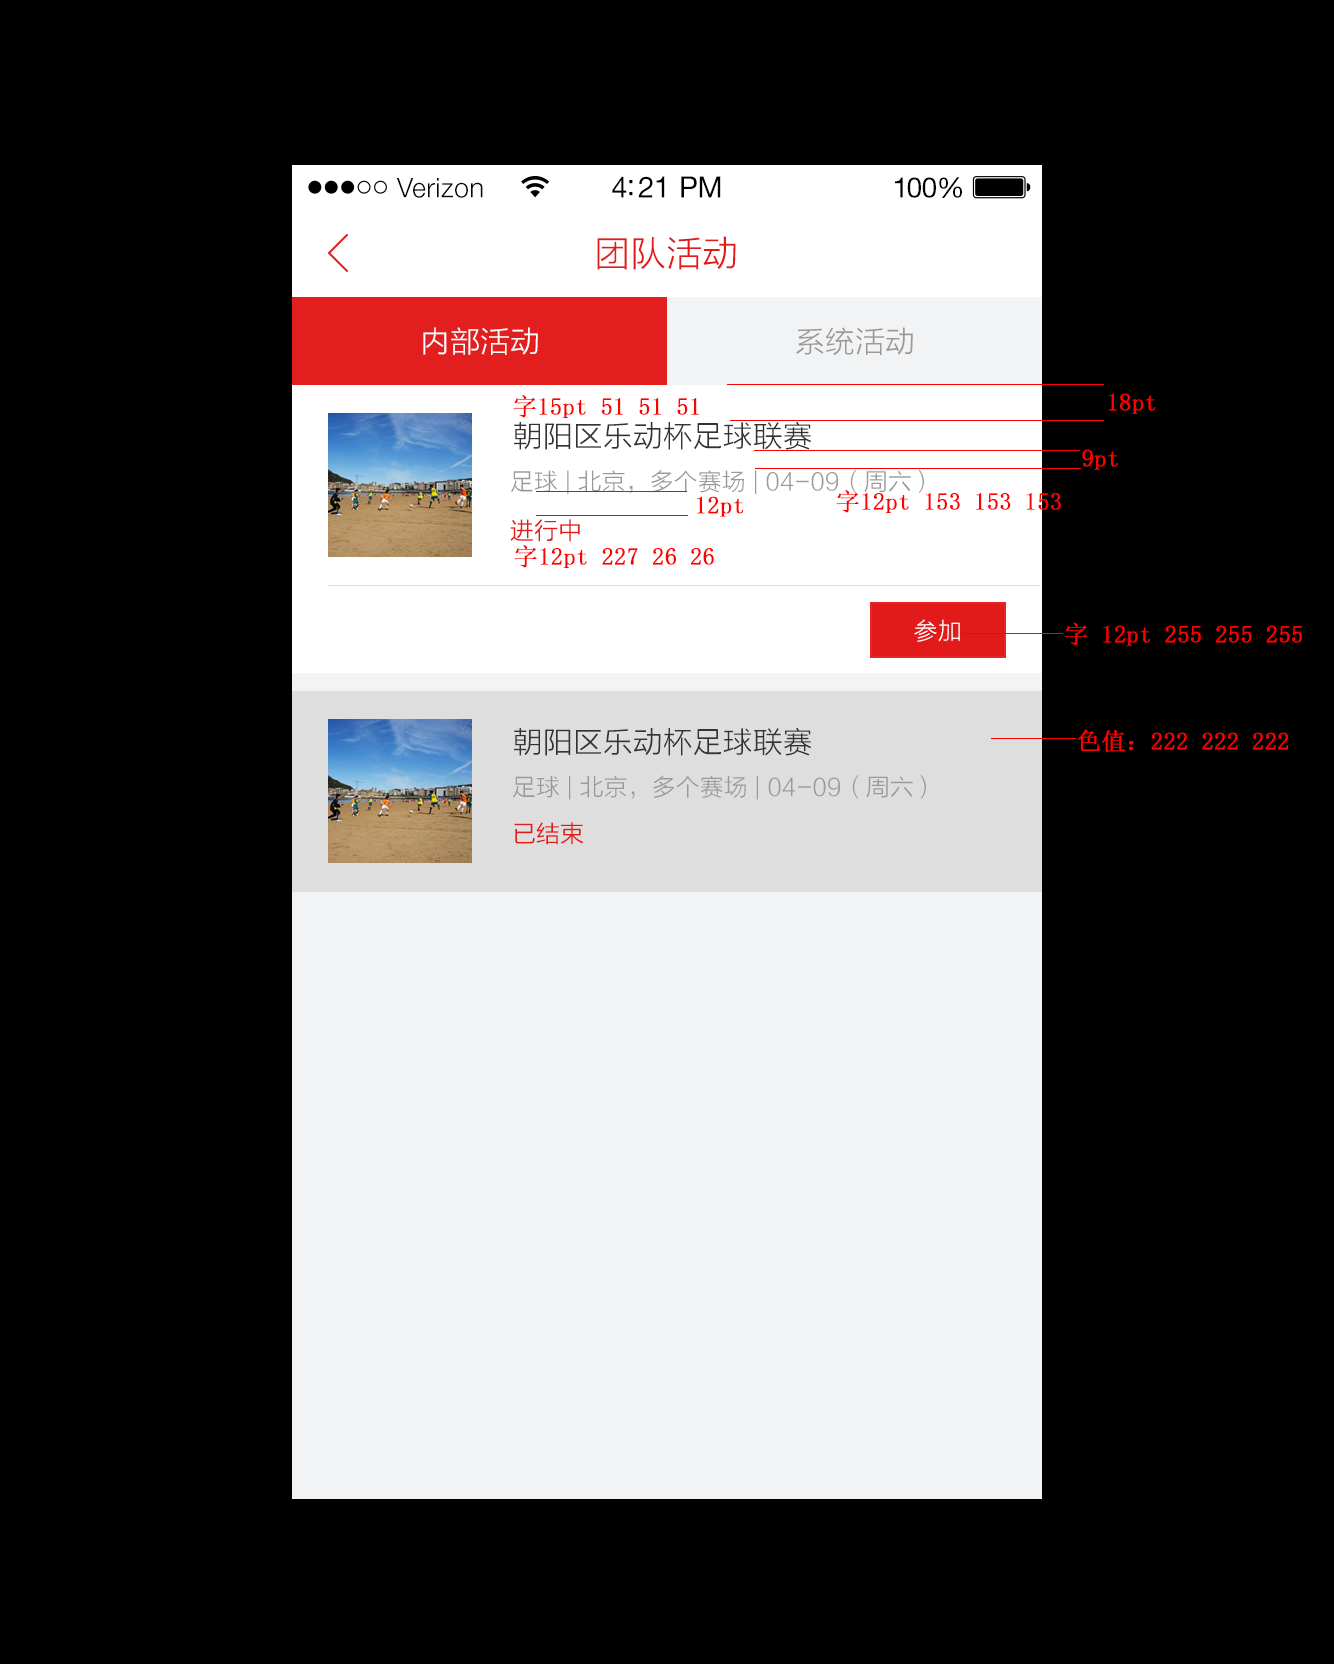 Verizon 4:21 PM 100%
团队活动
内部活动 系统活动
字15pt 51 51 51
18pt
朝阳区乐动杯足球联赛
9pt
足球 | 北京，多个赛场 | 04-09（周六）
12pt 字12pt 153 153 153
进行中
字12pt 227 26 26
参加 字 12pt 255 255 255
朝阳区乐动杯足球联赛 色值：222 222 222
足球 | 北京，多个赛场 | 04-09（周六）
已结束